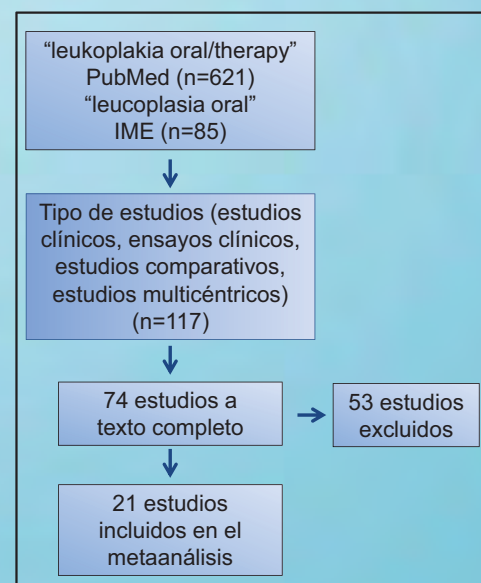 “leukoplakia oral/therapy”
PubMed (n=621)
“leucoplasia oral”
IME (n=85)
Tipo de estudios (estudios
clínicos, ensayos clínicos,
estudios comparativos,
estudios multicéntricos)
(n=117)
74 estudios a
texto completo
53 estudios
excluidos
21 estudios
incluidos en el
metaanálisis